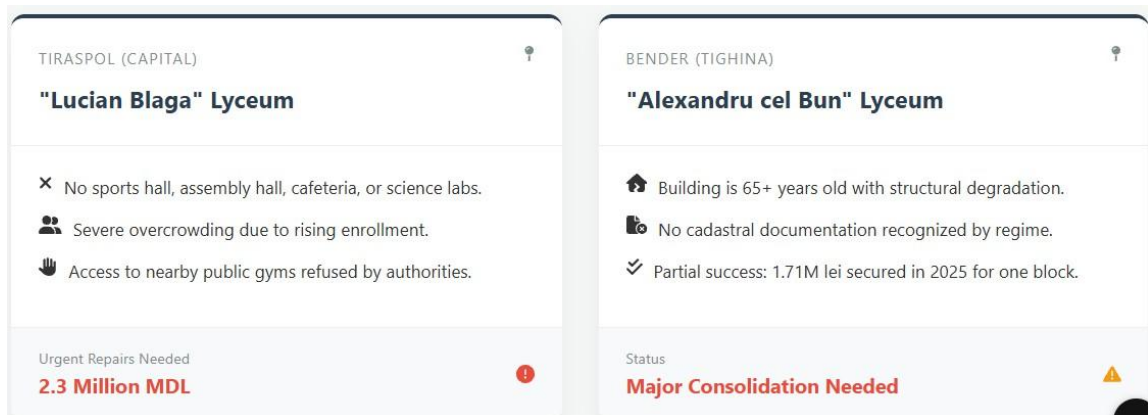 TIRASPOL (CAPITAL)
"Lucian Blaga" Lyceum
No sports hall, assembly hall, cafeteria, or science labs.
Severe overcrowding due to rising enrollment.
Access to nearby public gyms refused by authorities.
Urgent Repairs Needed
2.3 Million MDL
BENDER (TIGHINA)
"Alexandru cel Bun" Lyceum
Building is 65+ years old with structural degradation.
No cadastral documentation recognized by regime.
Partial success: 1.71M lei secured in 2025 for one block.
Status
Major Consolidation Needed